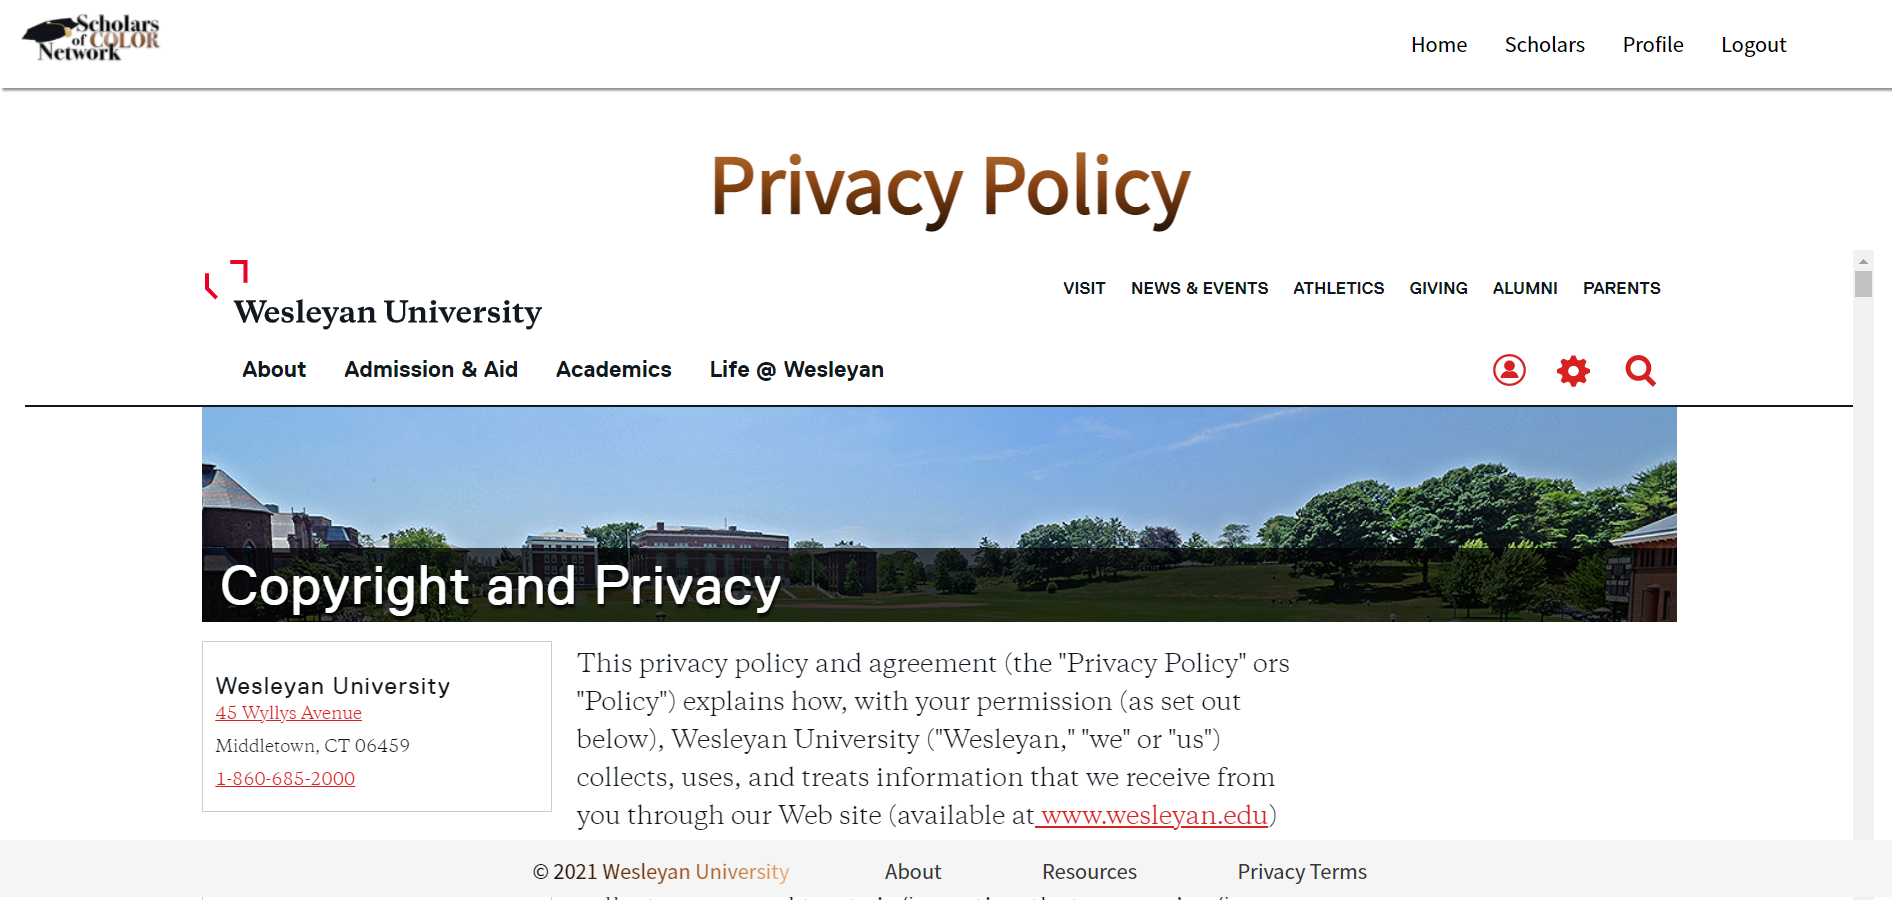 Scholars
of COLOR
Network
Home Scholars Profile Logout
Privacy Policy
Wesleyan University
VISIT NEWS & EVENTS ATHLETICS GIVING ALUMNI PARENTS
About Admission & Aid Academics Life @ Wesleyan
Copyright and Privacy
Wesleyan University
45 Wyllys Avenue
Middletown, CT 06459
1-860-685-2000
This privacy policy and agreement (the "Privacy Policy" ors
"Policy") explains how, with your permission (as set out
below), Wesleyan University ("Wesleyan," "we" or "us")
collects, uses, and treats information that we receive from
you through our Web site (available at www.wesleyan.edu)
© 2021 Wesleyan University About Resources Privacy Terms